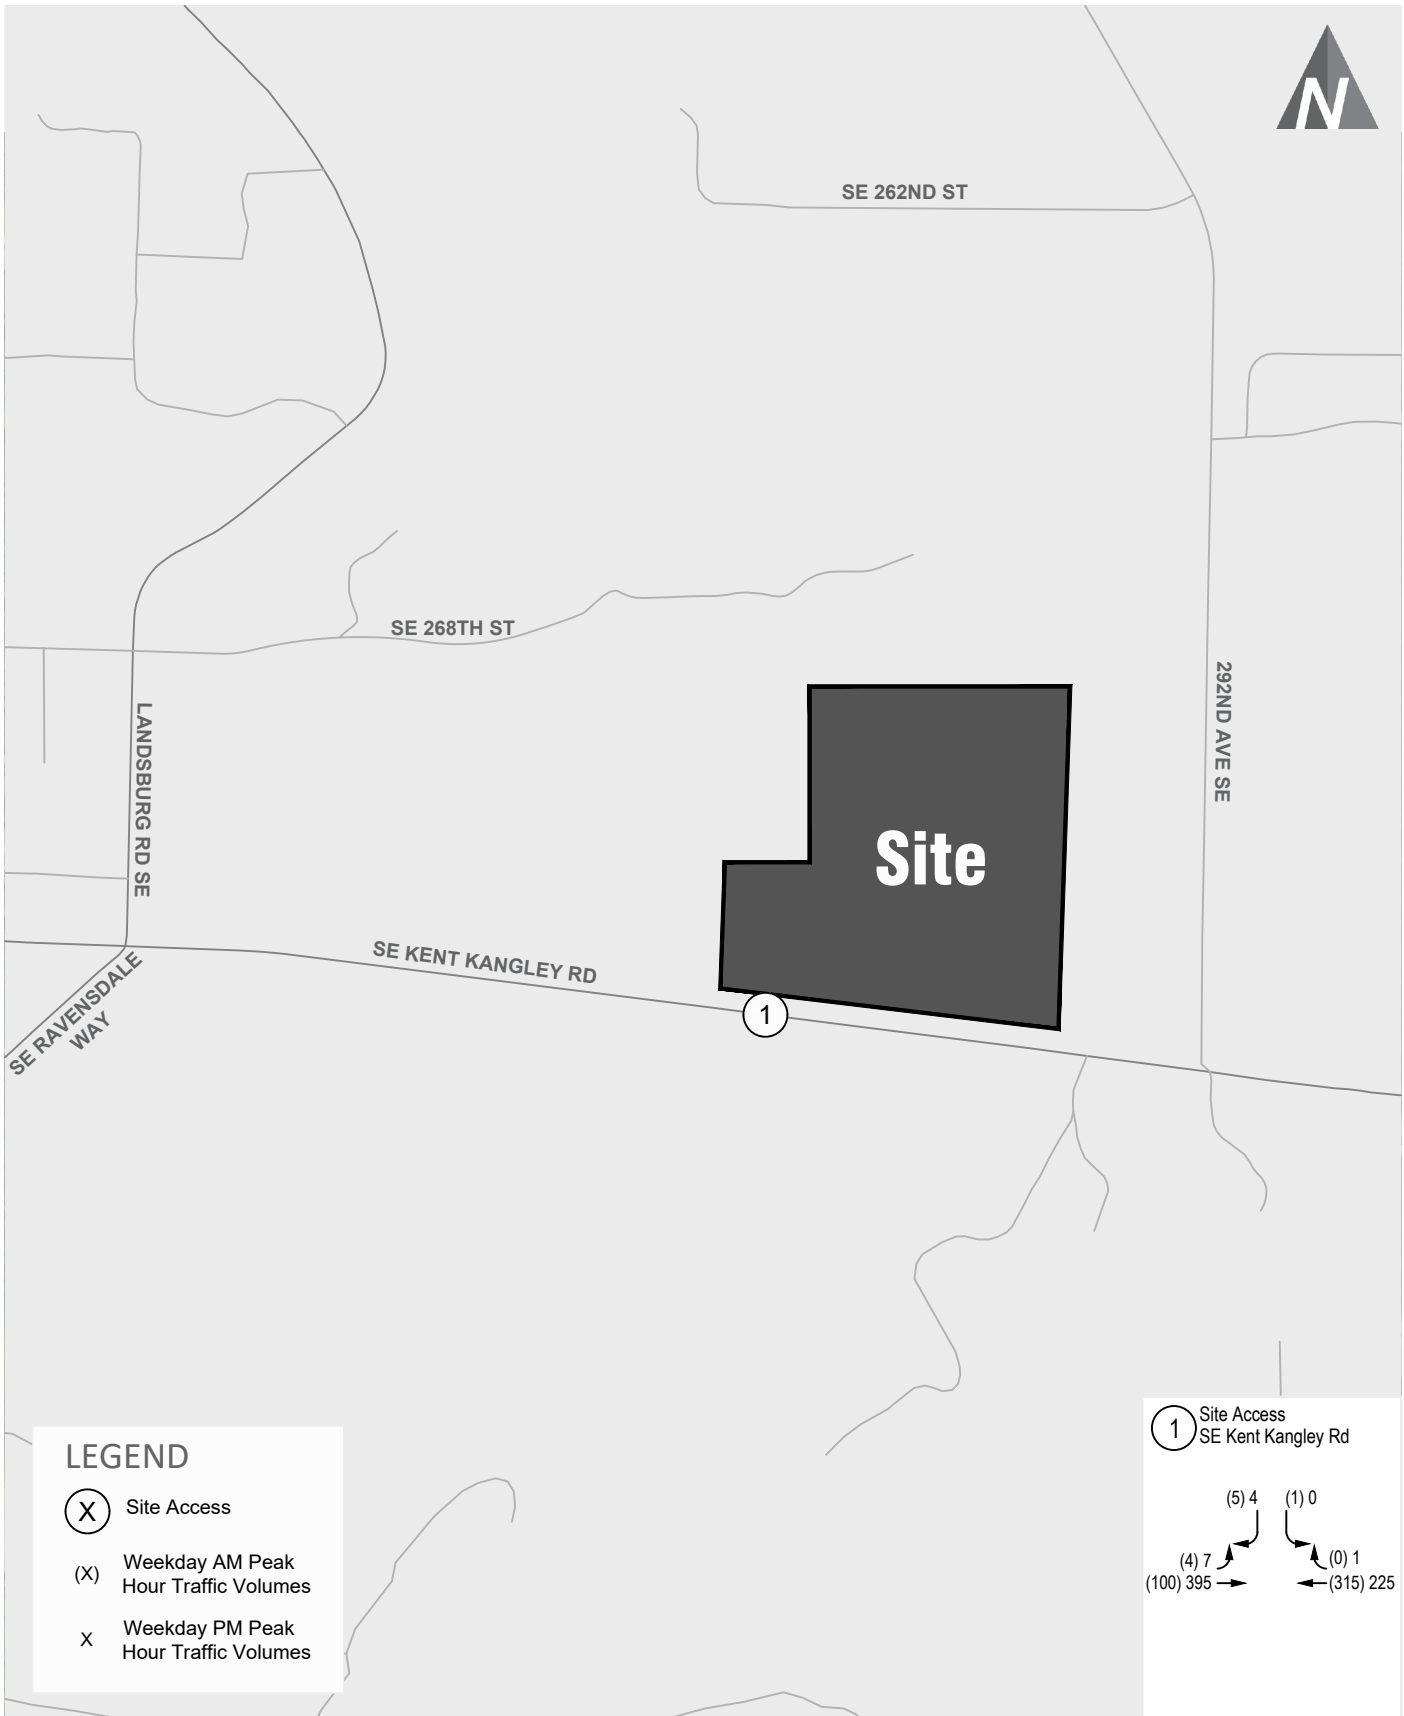 N
SE 262ND ST
SE 268TH ST
LANDSBURG RD SE
292ND AVE SE
Site
SE KENT KANGLEY RD
SE RAVENSDALE
WAY
1
LEGEND
X Site Access
(X) Weekday AM Peak
Hour Traffic Volumes
X Weekday PM Peak
Hour Traffic Volumes
1 Site Access
SE Kent Kangley Rd
(5) 4 (1) 0
(4) 7 (0) 1
(100) 395 (315) 225